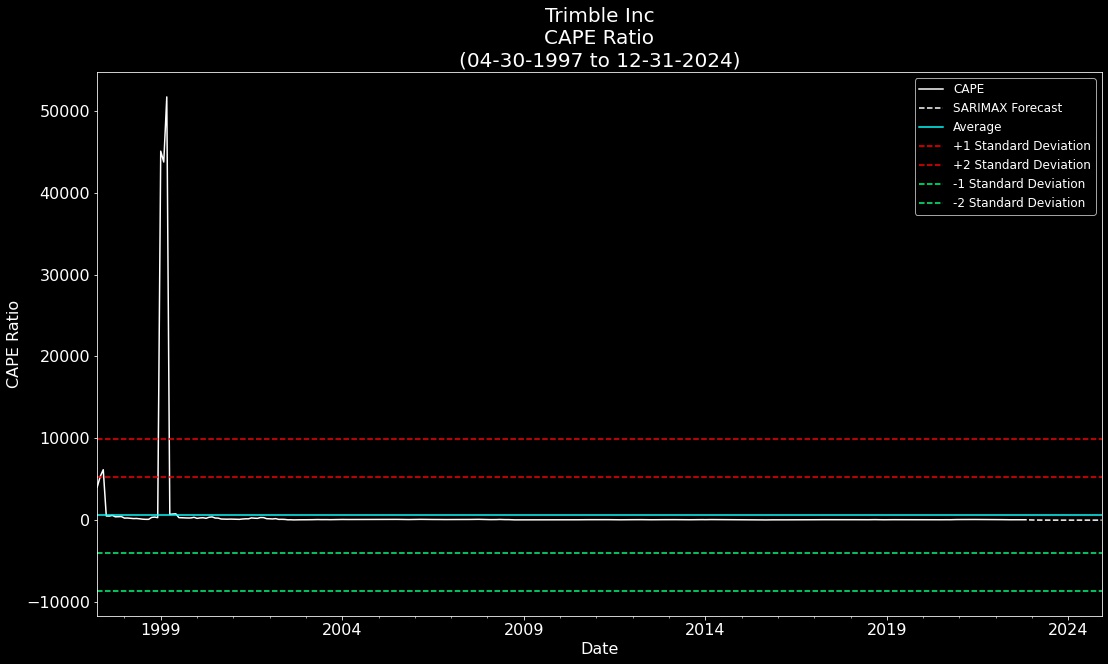 Trimble Inc
CAPE Ratio
(04-30-1997 to 12-31-2024)
CAPE
SARIMAX Forecast
Average
+1 Standard Deviation
+2 Standard Deviation
-1 Standard Deviation
-2 Standard Deviation
50000
40000
30000
20000
10000
0
−10000
CAPE Ratio
1999
2004
2009
2014
2019
2024
Date